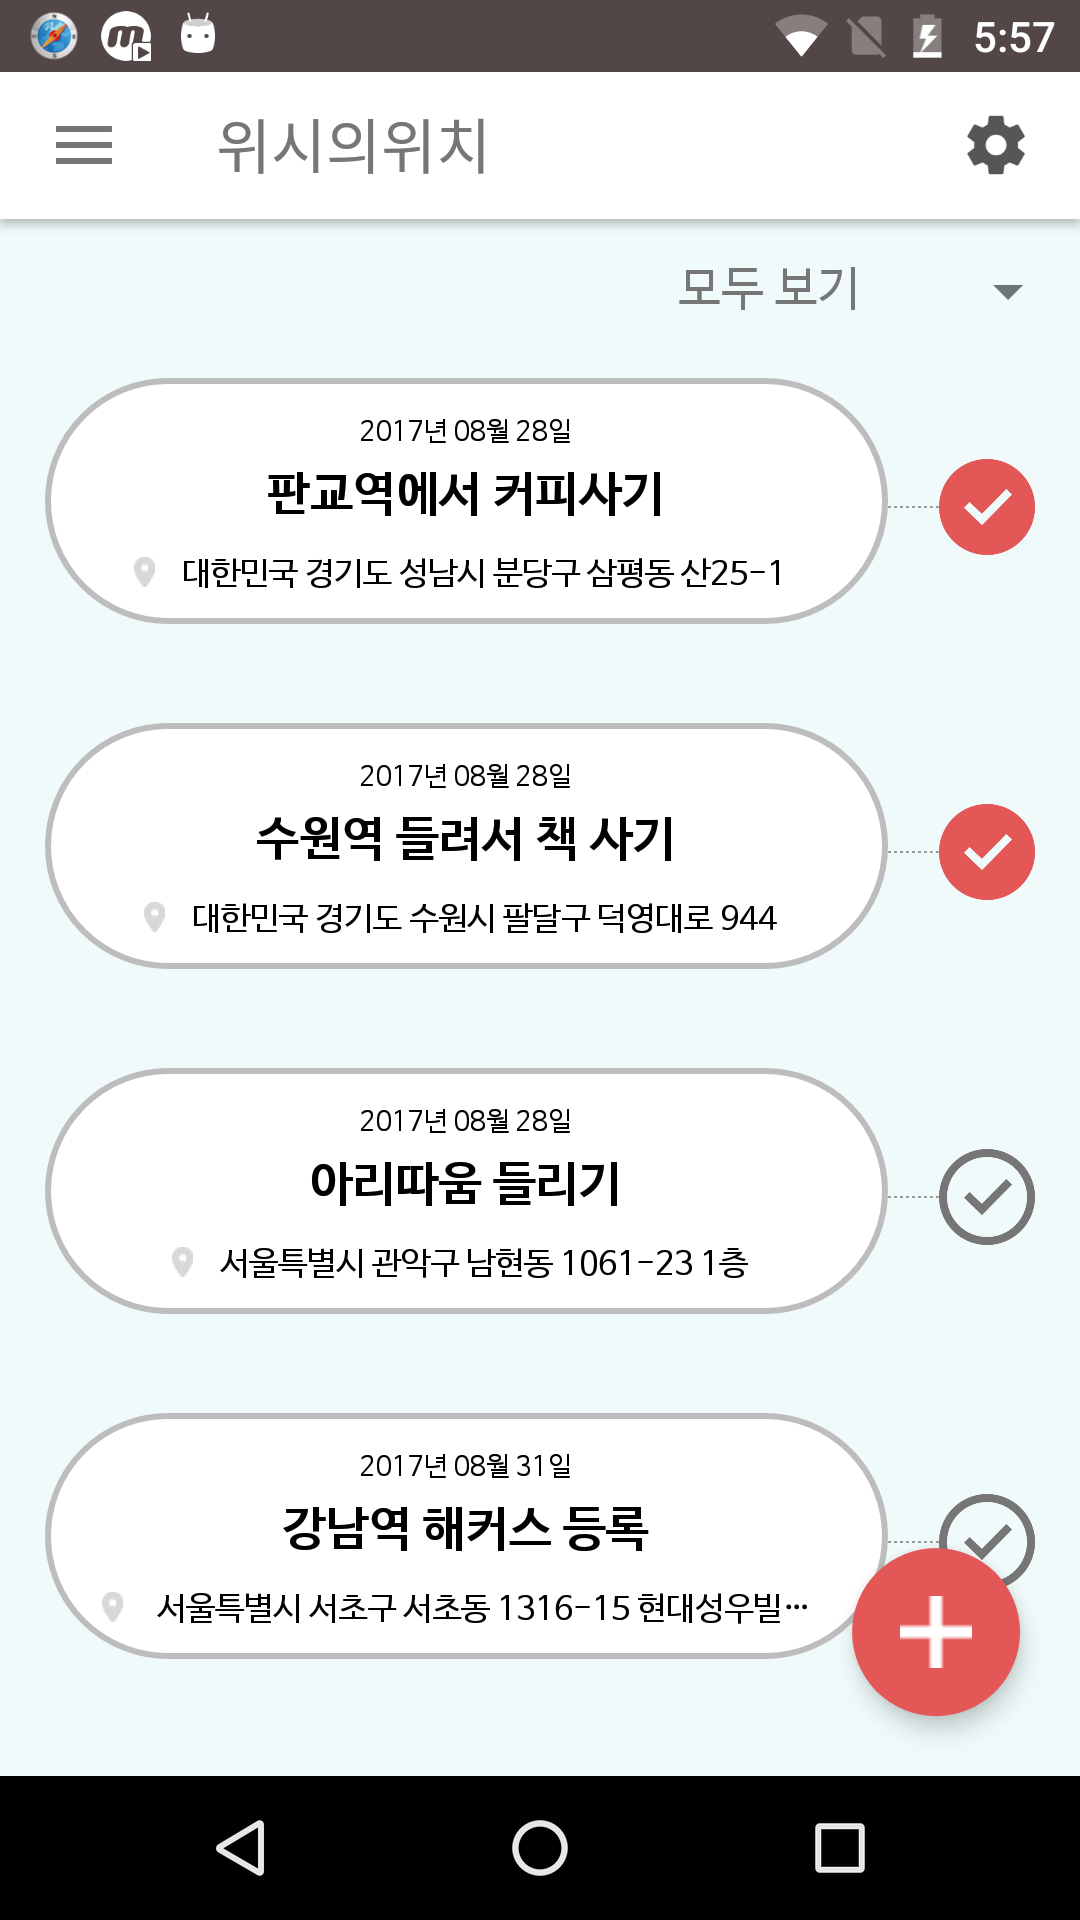 5:57
위시의위치
모두 보기
2017년 08월 28일
판교역에서 커피사기
대한민국 경기도 성남시 분당구 삼평동 산25-1
2017년 08월 28일
수원역 들려서 책 사기
대한민국 경기도 수원시 팔달구 덕영대로 944
2017년 08월 28일
아리따움 들리기
서울특별시 관악구 남현동 1061-23 1층
2017년 08월 31일
강남역 해커스 등록
서울특별시 서초구 서초동 1316-15 현대성우빌…